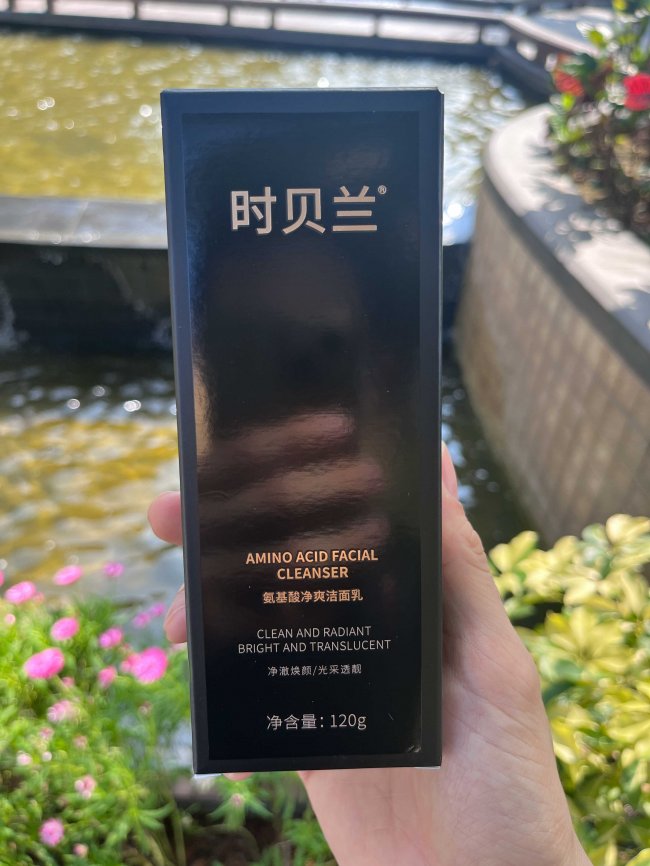 时贝兰®
AMINO ACID FACIAL
CLEANSER
氨基酸净爽洁面乳
CLEAN AND RADIANT
BRIGHT AND TRANSLUCENT
净澈焕颜/光采透靓
净含量：120g